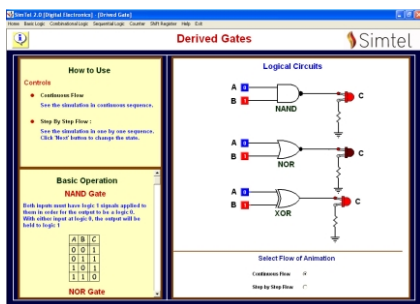 Simtel 2.0 [Digital Electronics] - [Drived Gate]
Home Basic Logic Combinational Logic Sequential Logic Counter Shift Register Help Exit
Derived Gates
Simtel
How to Use
Controls
Continuous Flow
See the simulation in continuous sequence.
Step By Step Flow :
See the simulation in one by one sequence.
Click 'Next' button to change the state.
Basic Operation
NAND Gate
Both inputs must have logic 1 signals applied to
them in order for the output to be a logic 0.
With either input at logic 0, the output will be
held to logic 1
A B C
0 0 1
0 1 1
1 0 1
1 1 0
NOR Gate
Logical Circuits
A 0
B 1
C
NAND
A 0
B 1
C
NOR
A 0
B 1
C
XOR
Select Flow of Animation
Continuous Flow
Step by Step Flow